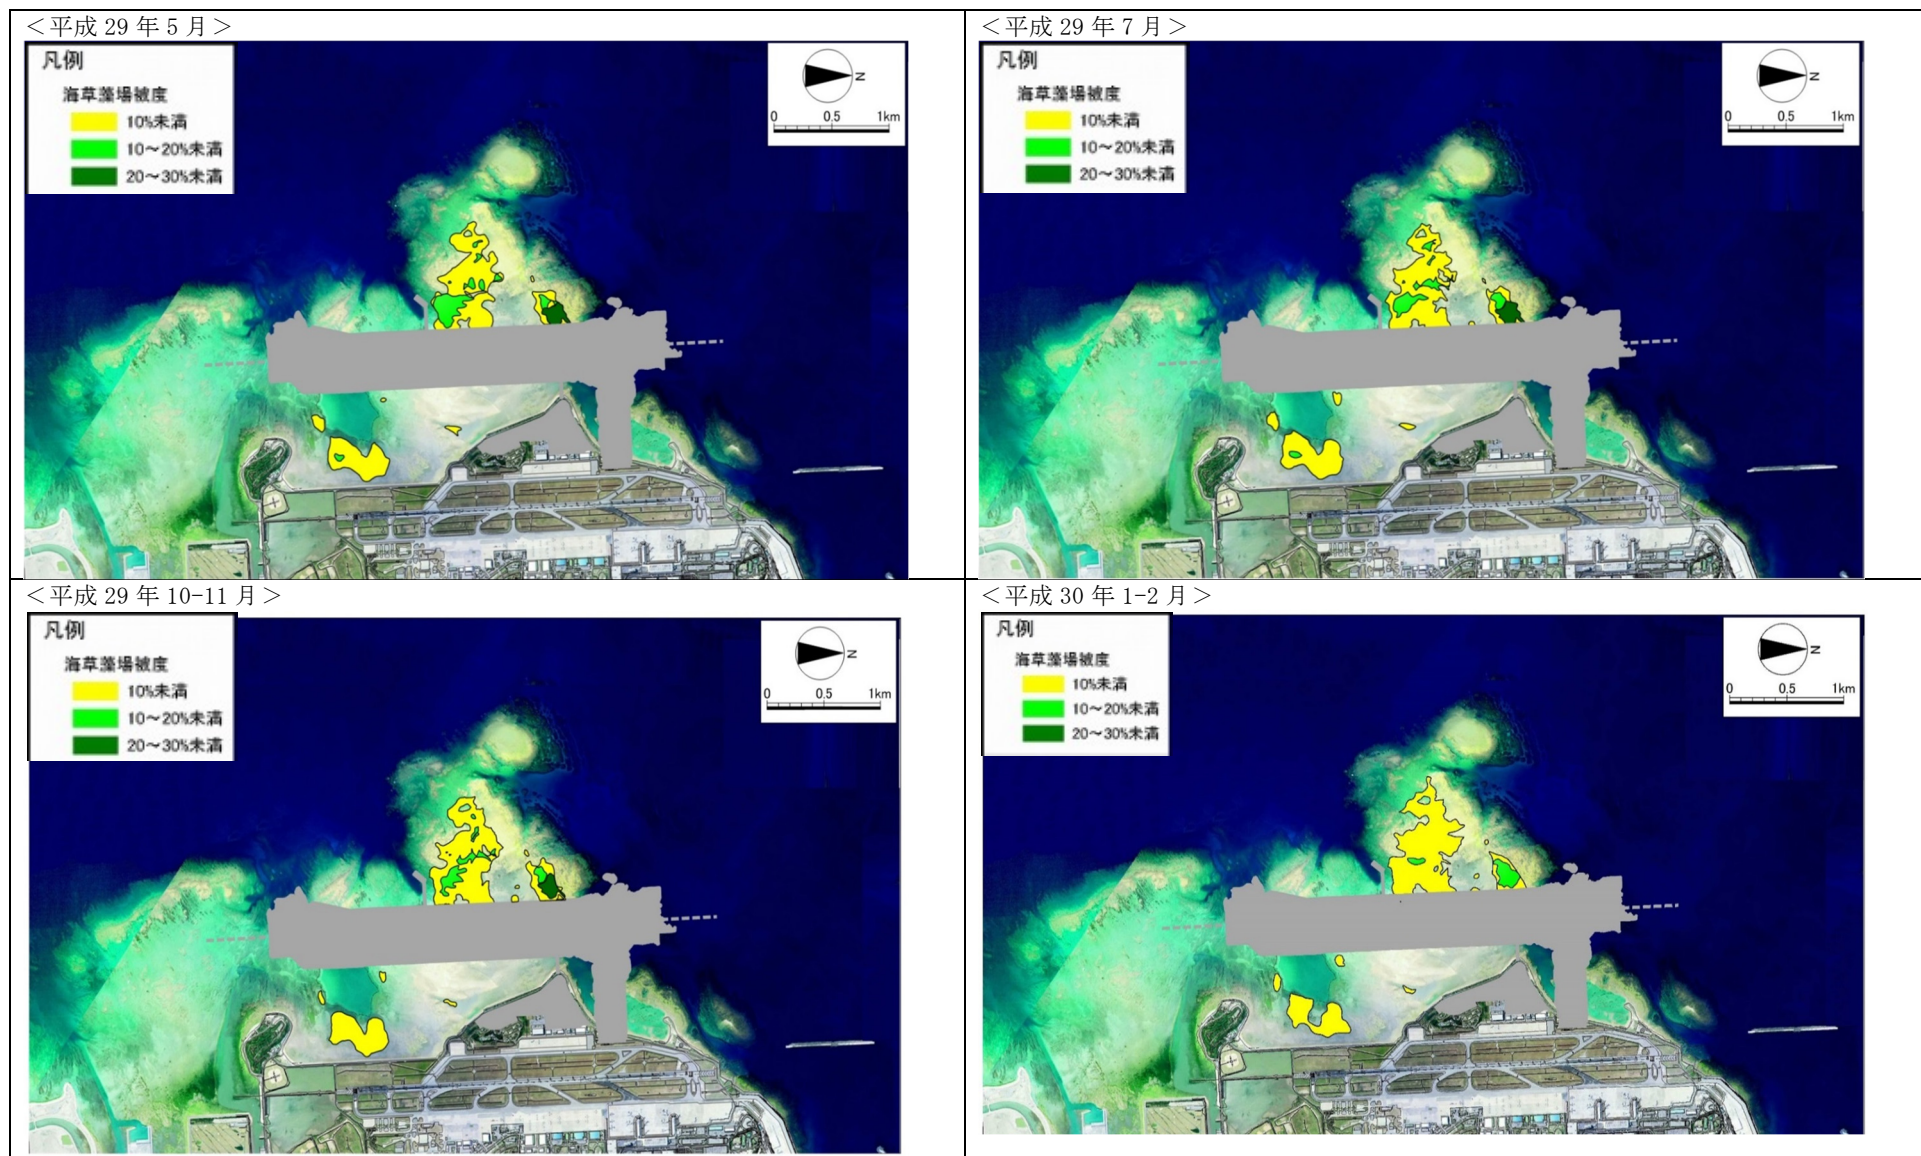 ＜平成 29 年 5 月＞
凡例
海草藻場被度
10%未満
10～20%未満
20～30%未満
N
0 0.5 1km
＜平成 29 年 7 月＞
凡例
海草藻場被度
10%未満
10～20%未満
20～30%未満
N
0 0.5 1km
＜平成 29 年 10-11 月＞
凡例
海草藻場被度
10%未満
10～20%未満
20～30%未満
N
0 0.5 1km
＜平成 30 年 1-2 月＞
凡例
海草藻場被度
10%未満
10～20%未満
20～30%未満
N
0 0.5 1km